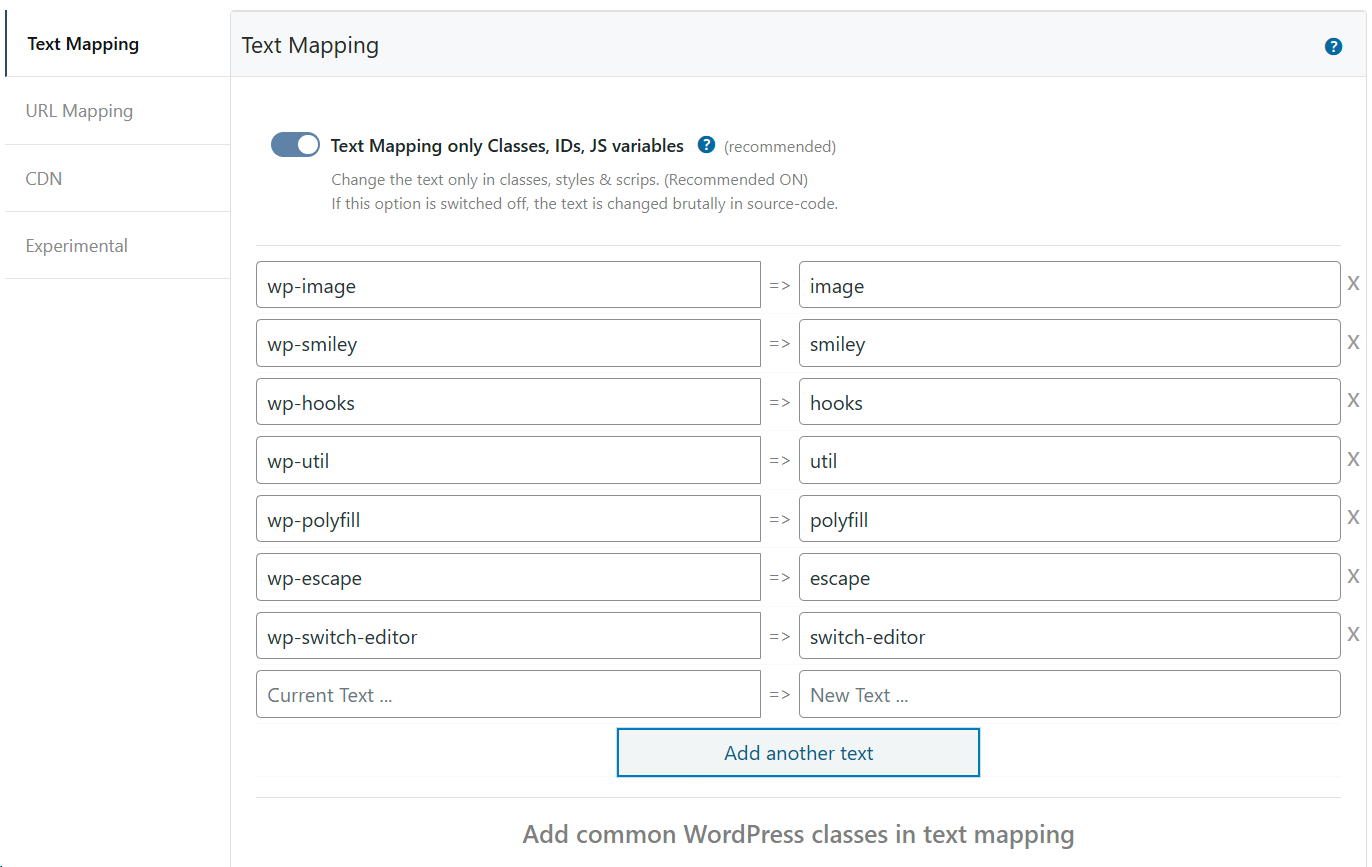 Text Mapping
URL Mapping
CDN
Experimental
Text Mapping
?
Text Mapping only Classes, IDs, JS variables ? (recommended)
Change the text only in classes, styles & scrips. (Recommended ON)
If this option is switched off, the text is changed brutally in source-code.
wp-image => image X
wp-smiley => smiley X
wp-hooks => hooks X
wp-util => util X
wp-polyfill => polyfill X
wp-escape => escape X
wp-switch-editor => switch-editor X
Current Text ... => New Text ...
Add another text
Add common WordPress classes in text mapping